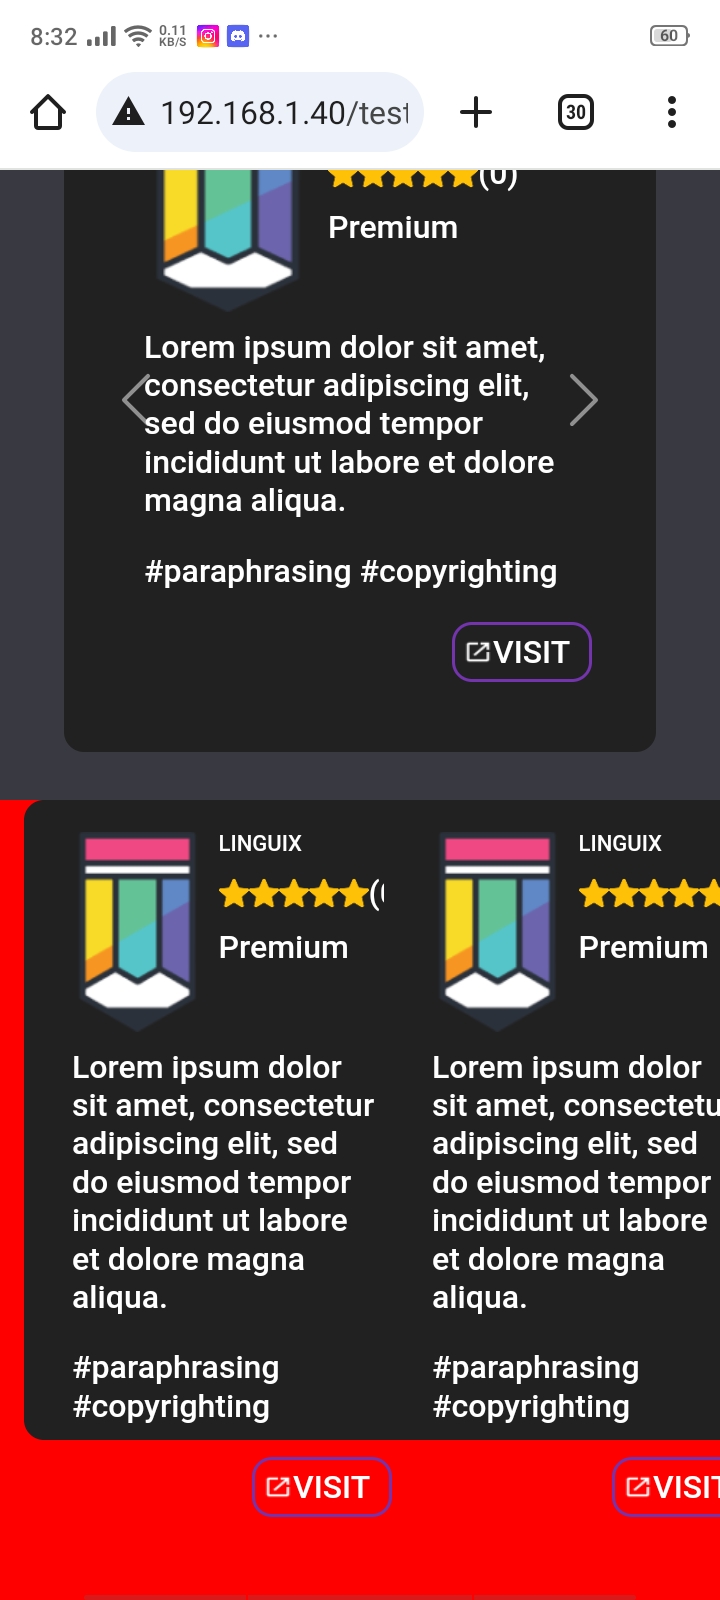 8:32 0.11 KB/S 60
192.168.1.40/test 30
(0)
Premium
Lorem ipsum dolor sit amet,
consectetur adipiscing elit,
sed do eiusmod tempor
incididunt ut labore et dolore
magna aliqua.
#paraphrasing #copyrighting
VISIT
LINGUIX
Premium
Lorem ipsum dolor
sit amet, consectetur
adipiscing elit, sed
do eiusmod tempor
incididunt ut labore
et dolore magna
aliqua.
#paraphrasing
#copyrighting
VISIT
LINGUIX
Premium
Lorem ipsum dolor
sit amet, consectetu
adipiscing elit, sed
do eiusmod tempor
incididunt ut labore
et dolore magna
aliqua.
#paraphrasing
#copyrighting
VISIT